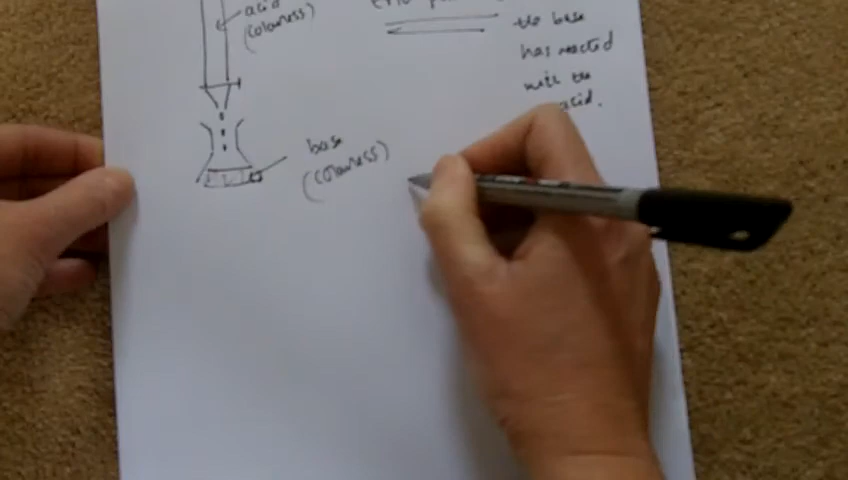 acid
(colourless)
the base
has reacted
with the
acid.
base
(colourless)